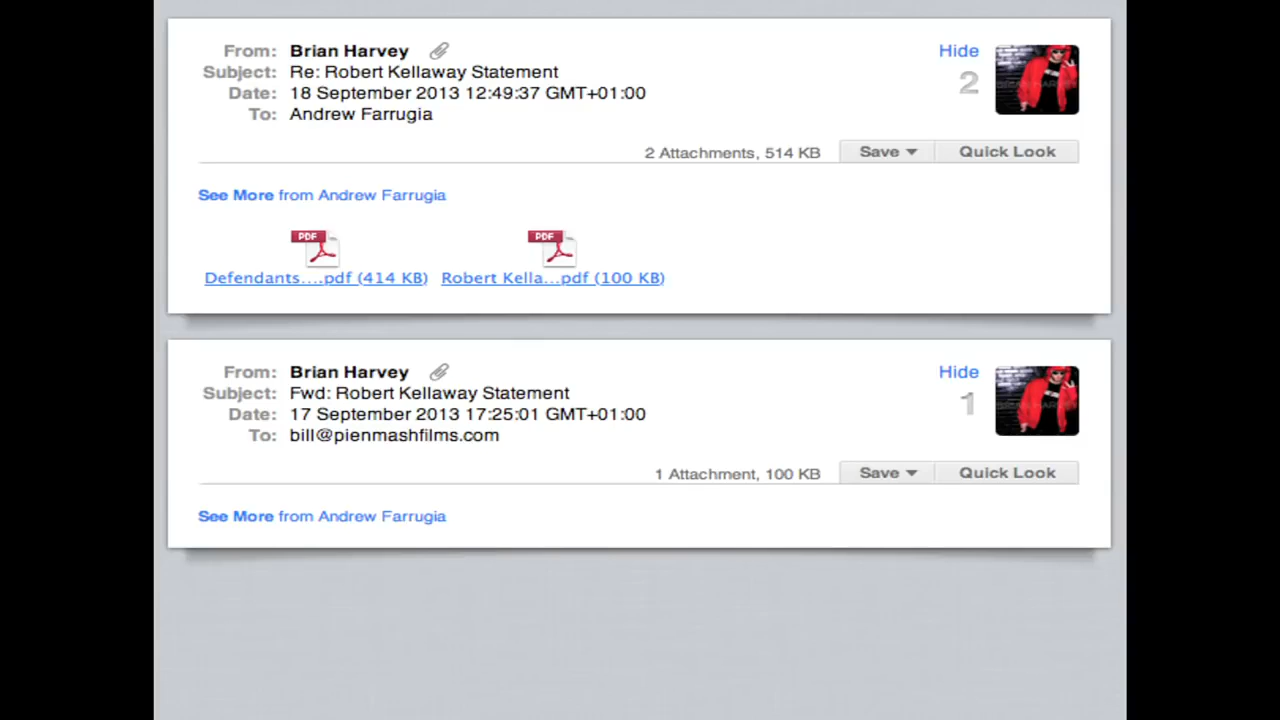 From: Brian Harvey
Hide
Subject: Re: Robert Kellaway Statement
2
Date: 18 September 2013 12:49:37 GMT+01:00
To: Andrew Farrugia
2 Attachments, 514 KB Save Quick Look
See More from Andrew Farrugia
PDF PDF
Defendants....pdf (414 KB) Robert Kella...pdf (100 KB)
From: Brian Harvey
Hide
Subject: Fwd: Robert Kellaway Statement
1
Date: 17 September 2013 17:25:01 GMT+01:00
To: bill@pienmashfilms.com
1 Attachment, 100 KB Save Quick Look
See More from Andrew Farrugia